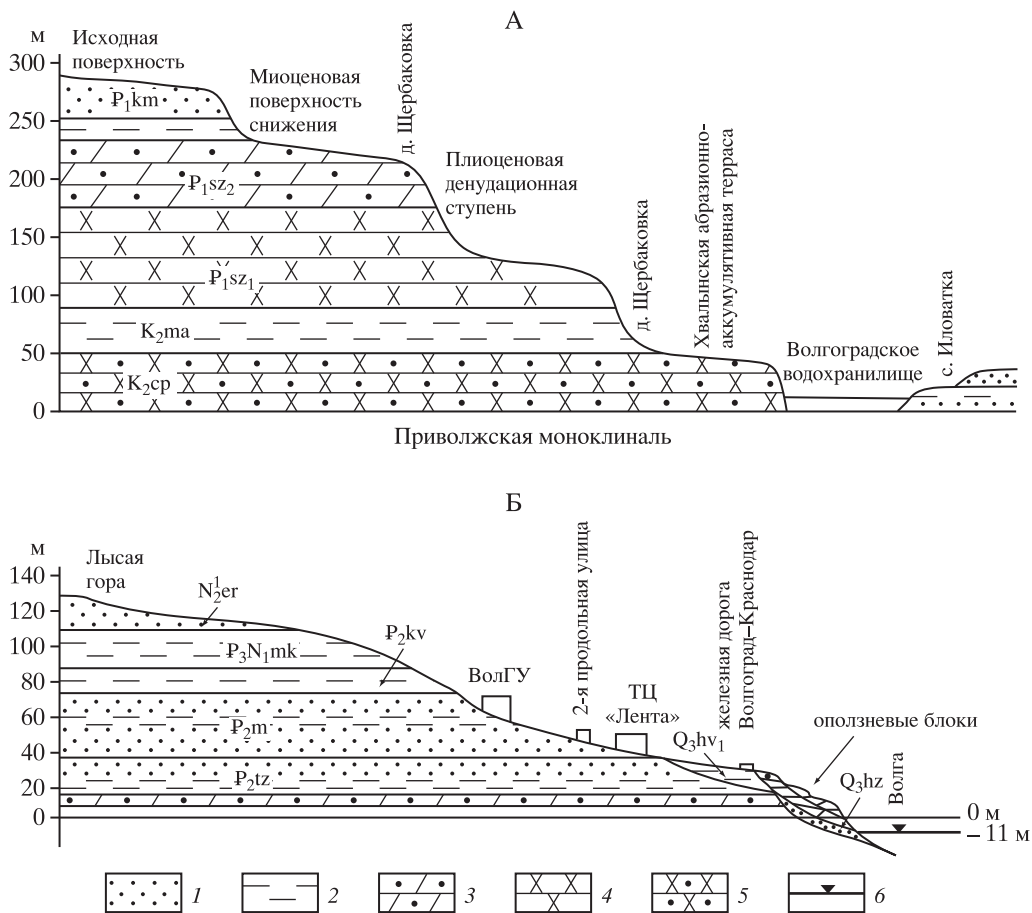 А
м
Исходная
поверхность
300
250
200
150
100
50
0
Миоценовая
поверхность
снижения
д. Щербаковка
Плиоценовая
денудационная
ступень
д. Щербаковка
Хвалынская абразионно-
аккумулятивная терраса
Волгоградское
водохранилище
с. Иловатка
₽₁km
₽₁sz₂
₽₁sz₁
K₂ma
K₂cp
Приволжская моноклиналь
Б
м
140
120
100
80
60
40
20
0
Лысая
гора
N₂¹er
₽₃N₁mk
₽₂kv
₽₂m
₽₂tz
ВолГУ
2-я продольная улица
ТЦ
«Лента»
железная дорога
Волгоград–Краснодар
Q₃hv₁
оползневые блоки
Q₃hz
Волга
0 м
– 11 м
1
2
3
4
5
6